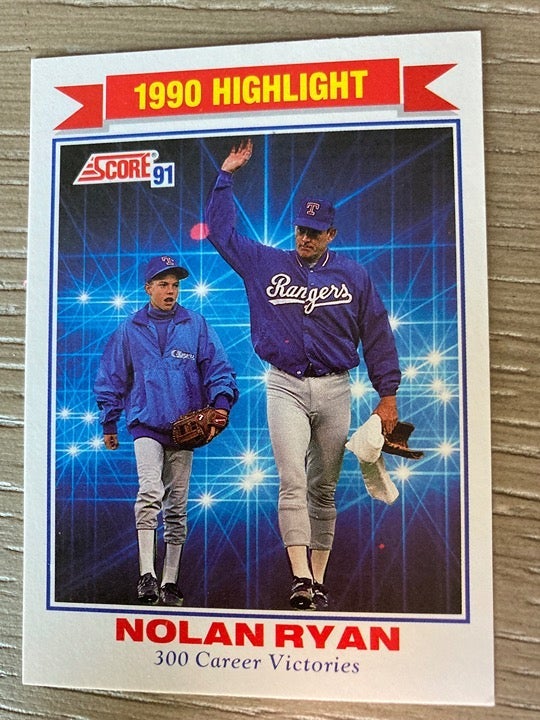 1990 HIGHLIGHT
SCORE® 91
T
T
Rangers
NOLAN RYAN
300 Career Victories